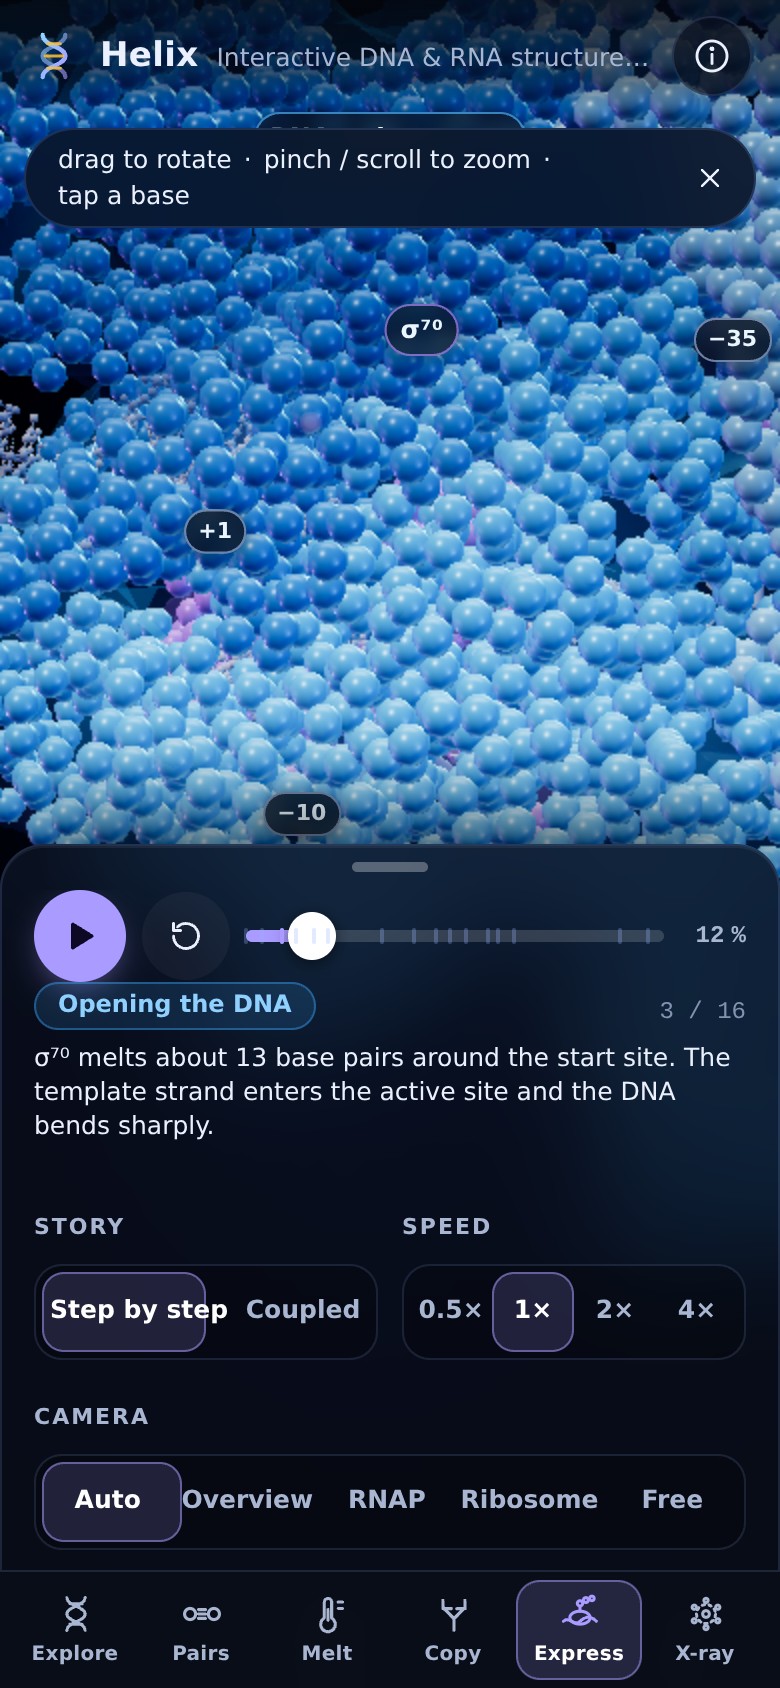 Helix Interactive DNA & RNA structure…
drag to rotate · pinch / scroll to zoom ·
tap a base
σ⁷⁰
−35
+1
−10
12 %
Opening the DNA
3 / 16
σ⁷⁰ melts about 13 base pairs around the start site. The
template strand enters the active site and the DNA
bends sharply.
STORY
SPEED
Step by step Coupled
0.5× 1× 2× 4×
CAMERA
Auto Overview RNAP Ribosome Free
Explore Pairs Melt Copy Express X-ray